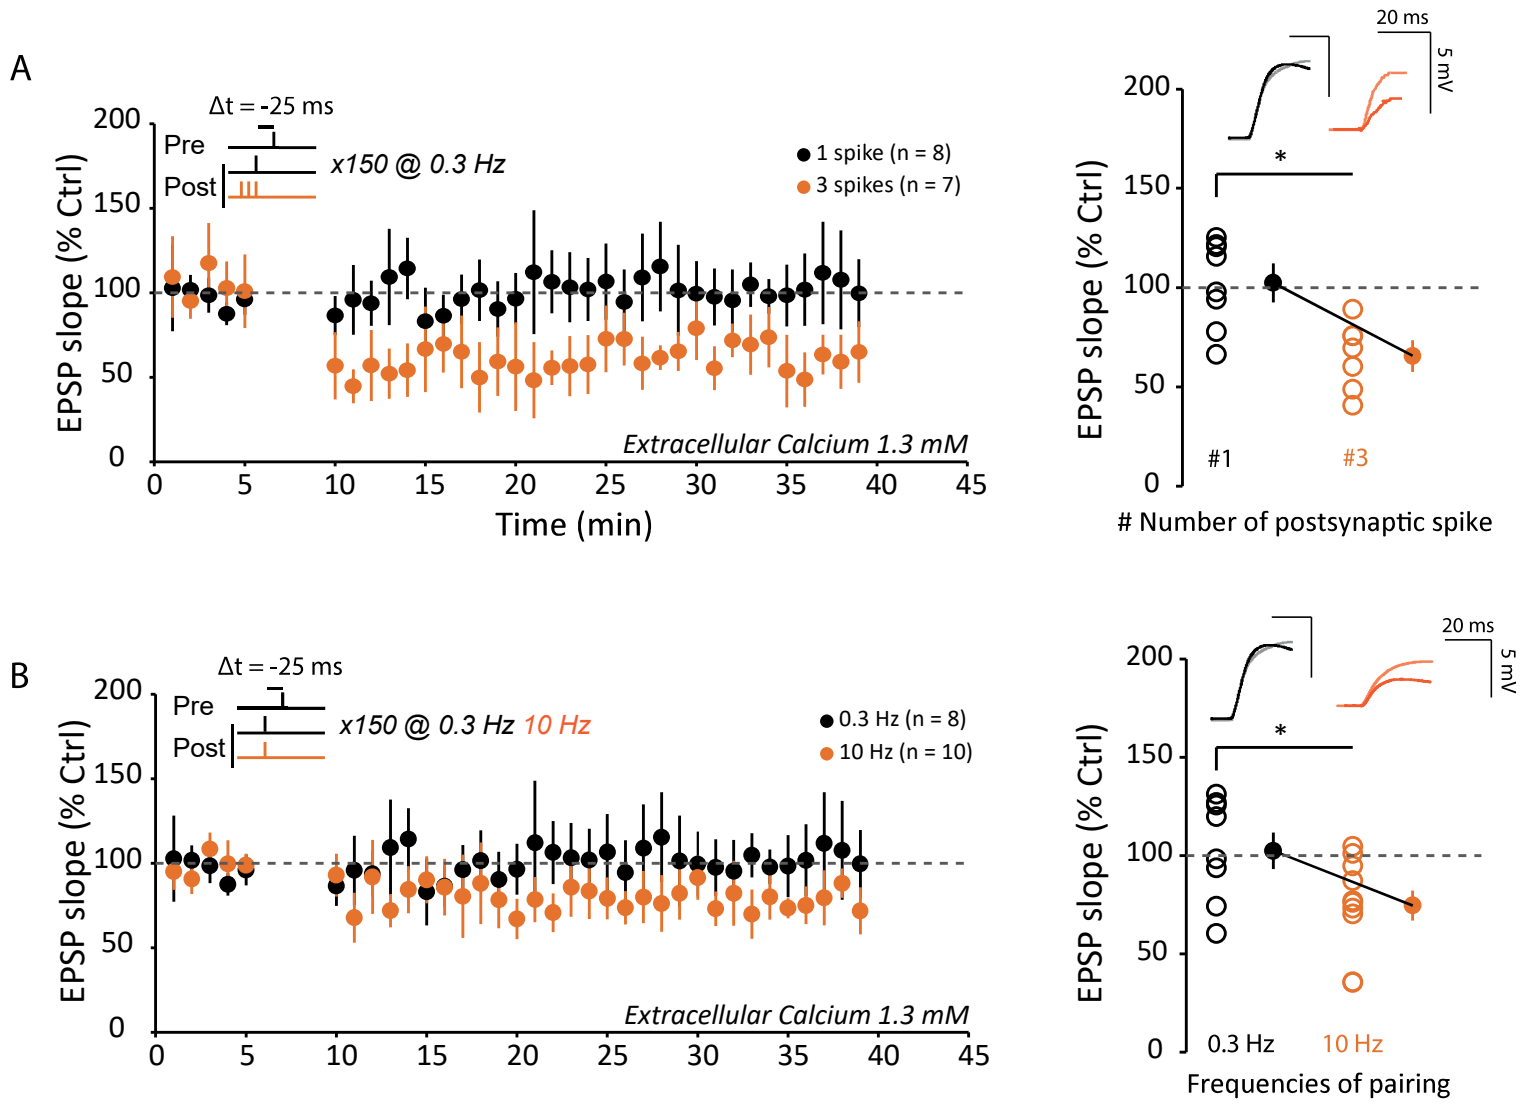 A
Δt = -25 ms
Pre
Post
x150 @ 0.3 Hz
1 spike (n = 8)
3 spikes (n = 7)
EPSP slope (% Ctrl)
200
150
100
50
0
Extracellular Calcium 1.3 mM
0 5 10 15 20 25 30 35 40 45
Time (min)
20 ms
5 mV
EPSP slope (% Ctrl)
200
150
100
50
0
*
#1 #3
# Number of postsynaptic spike
B
Δt = -25 ms
Pre
Post
x150 @ 0.3 Hz 10 Hz
0.3 Hz (n = 8)
10 Hz (n = 10)
EPSP slope (% Ctrl)
200
150
100
50
0
Extracellular Calcium 1.3 mM
0 5 10 15 20 25 30 35 40 45
20 ms
5 mV
EPSP slope (% Ctrl)
200
150
100
50
0
*
0.3 Hz 10 Hz
Frequencies of pairing